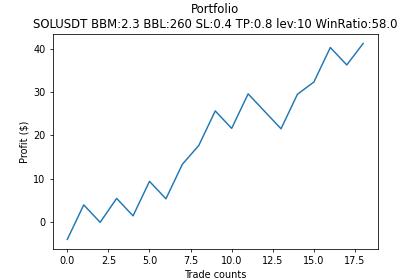 Portfolio
SOLUSDT BBM:2.3 BBL:260 SL:0.4 TP:0.8 lev:10 WinRatio:58.0
40
30
20
10
0
Profit ($)
0.0 2.5 5.0 7.5 10.0 12.5 15.0 17.5
Trade counts